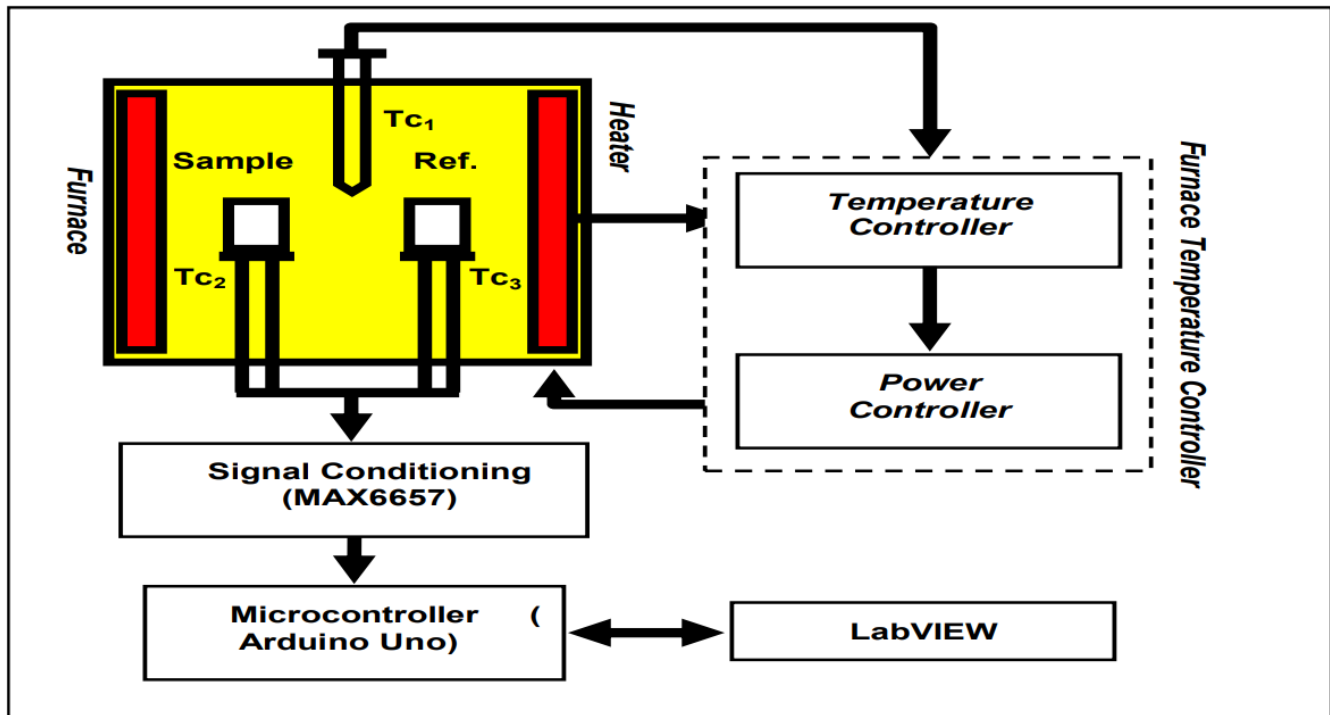 Tc₁
Sample
Ref.
Tc₂
Tc₃
Furnace
Heater
Temperature
Controller
Power
Controller
Furnace Temperature Controller
Signal Conditioning
(MAX6657)
Microcontroller (
Arduino Uno)
LabVIEW